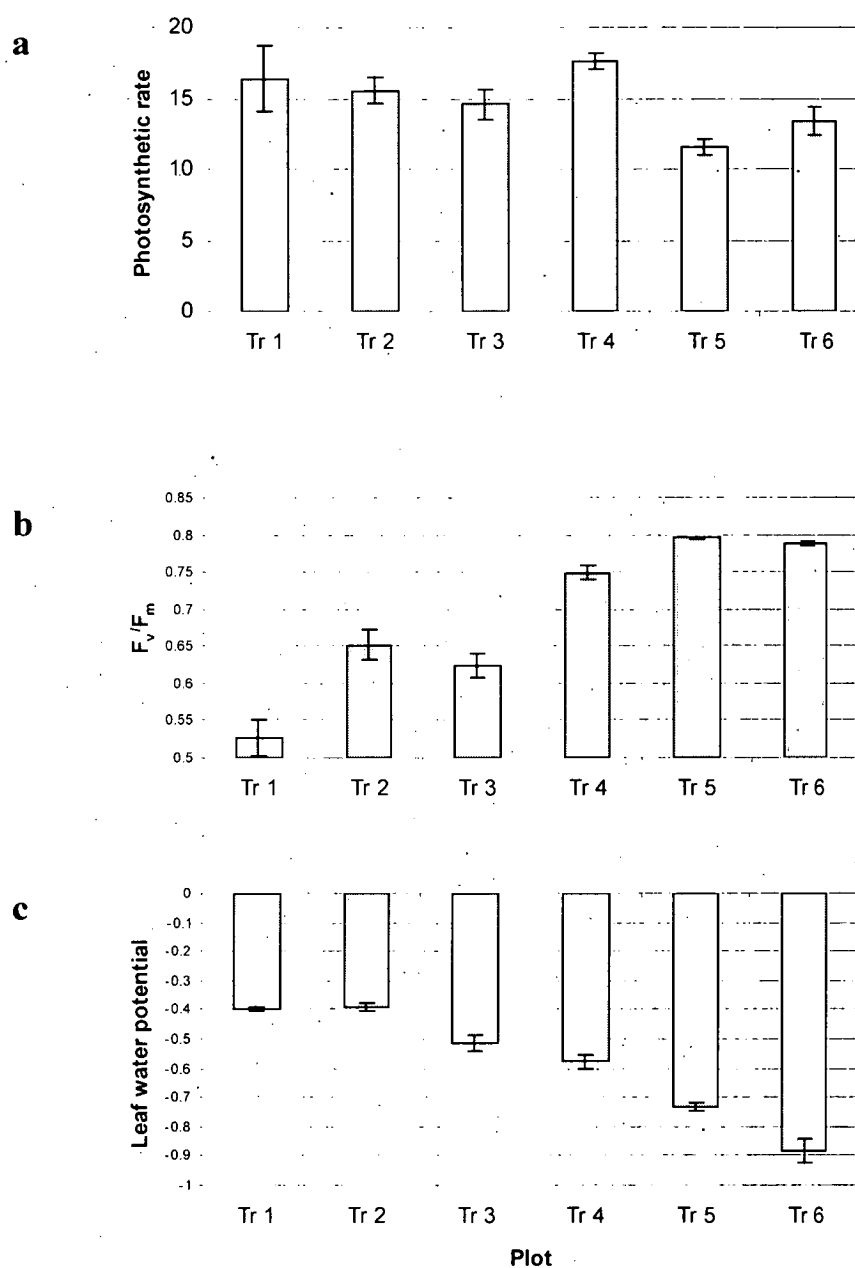 a
Photosynthetic rate
20
15
10
5
0
Tr 1 Tr 2 Tr 3 Tr 4 Tr 5 Tr 6
b
Fv/Fm
0.85
0.8
0.75
0.7
0.65
0.6
0.55
0.5
Tr 1 Tr 2 Tr 3 Tr 4 Tr 5 Tr 6
c
Leaf water potential
0
-0.1
-0.2
-0.3
-0.4
-0.5
-0.6
-0.7
-0.8
-0.9
-1
Tr 1 Tr 2 Tr 3 Tr 4 Tr 5 Tr 6
Plot